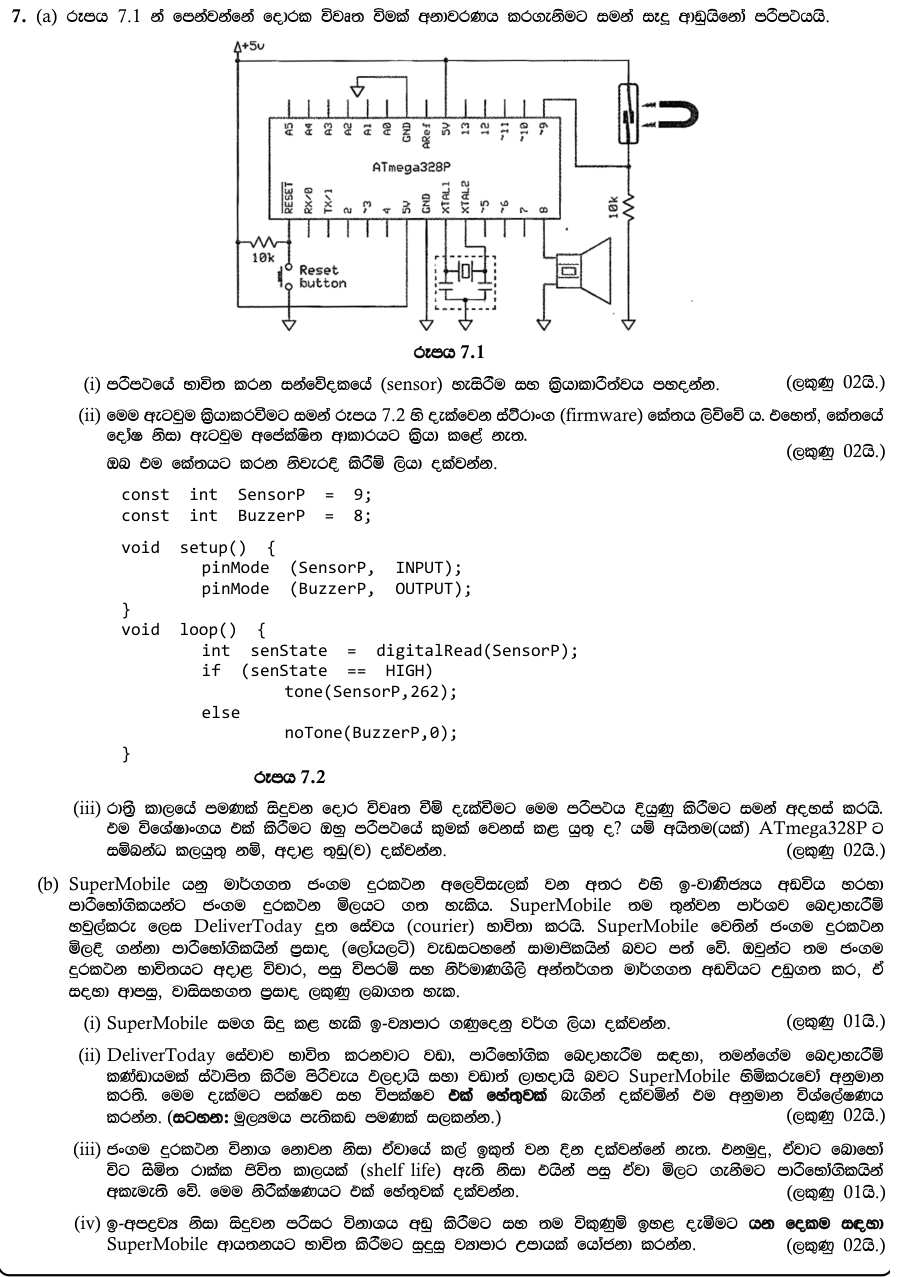 7. (a) රූපය 7.1 න් පෙන්වන්නේ දොරක විවෘත වීමක් අනාවරණය කරගැනීමට සමන් සෑදූ ආඩුයිනෝ පරිපථයයි.
+5v
A5 A4 A3 A2 A1 A0 GND ARef 5V 13 12 ~11 ~10 ~9
ATmega328P
RESET RX/0 TX/1 2 ~3 4 5V GND XTAL1 XTAL2 ~5 ~6 7 8
10k
10k
Reset
button
රූපය 7.1
(i) පරිපථයේ භාවිත කරන සන්වේදකයේ (sensor) හැසිරීම සහ ක්‍රියාකාරීත්වය පහදන්න. (ලකුණු 02යි.)
(ii) මෙම ඇටවුම ක්‍රියාකරවීමට සමන් රූපය 7.2 හි දැක්වෙන ස්ථිරාංග (firmware) කේතය ලිව්වේ ය. එහෙත්, කේතයේ
දෝෂ නිසා ඇටවුම අපේක්ෂිත ආකාරයට ක්‍රියා කළේ නැත.
(ලකුණු 02යි.)
ඔබ එම කේතයට කරන නිවැරදි කිරීම් ලියා දක්වන්න.
const int SensorP = 9;
const int BuzzerP = 8;
void setup() {
pinMode (SensorP, INPUT);
pinMode (BuzzerP, OUTPUT);
}
void loop() {
int senState = digitalRead(SensorP);
if (senState == HIGH)
tone(SensorP,262);
else
noTone(BuzzerP,0);
}
රූපය 7.2
(iii) රාත්‍රී කාලයේ පමණක් සිදුවන දොර විවෘත වීම් දැක්වීමට මෙම පරිපථය දියුණු කිරීමට සමන් අදහස් කරයි.
එම විශේෂාංගය එක් කිරීමට ඔහු පරිපථයේ කුමක් වෙනස් කළ යුතු ද? යම් අයිතම(යක්) ATmega328P ට
සම්බන්ධ කලයුතු නම්, අදාළ තුඩු(ව) දක්වන්න. (ලකුණු 02යි.)
(b) SuperMobile යනු මාර්ගගත ජංගම දුරකථන අලෙවිසැලක් වන අතර එහි ඉ-වාණිජ්‍යය අඩවිය හරහා
පාරිභෝගිකයන්ට ජංගම දුරකථන මිලයට ගත හැකිය. SuperMobile තම තුන්වන පාර්ශව බෙදාහැරීම්
හවුල්කරු ලෙස DeliverToday දූත සේවය (courier) භාවිතා කරයි. SuperMobile වෙතින් ජංගම දුරකථන
මිලදී ගන්නා පාරිභෝගිකයින් ප්‍රසාද (ලෝයල්ටි) වැඩසටහනේ සාමාජිකයින් බවට පත් වේ. ඔවුන්ට තම ජංගම
දුරකථන භාවිතයට අදාළ විචාර, පසු විපරම් සහ නිර්මාණශීලී අන්තර්ගත මාර්ගගත අඩවියට උඩුගත කර, ඒ
සඳහා ආපසු, වාසිසහගත ප්‍රසාද ලකුණු ලබාගත හැක.
(i) SuperMobile සමග සිදු කළ හැකි ඉ-ව්‍යාපාර ගණුදෙනු වර්ග ලියා දක්වන්න. (ලකුණු 01යි.)
(ii) DeliverToday සේවාව භාවිත කරනවාට වඩා, පාරිභෝගික බෙදාහැරීම සඳහා, තමන්ගේම බෙදාහැරීම්
කණ්ඩායමක් ස්ථාපිත කිරීම පිරිවැය ඵලදායි සහා වඩාත් ලාභදායි බවට SuperMobile හිමිකරුවෝ අනුමාන
කරති. මෙම දැක්මට පක්ෂව සහ විපක්ෂව එක් හේතුවක් බැගින් දක්වමින් එම අනුමාන විශ්ලේෂණය
කරන්න. (සටහන: මූල්‍යමය පැතිකඩ පමණක් සලකන්න.) (ලකුණු 02යි.)
(iii) ජංගම දුරකථන විනාශ නොවන නිසා ඒවායේ කල් ඉකුත් වන දින දක්වන්නේ නැත. එනමුදු, ඒවාට බොහෝ
විට සීමිත රාක්ක ජීවිත කාලයක් (shelf life) ඇති නිසා එයින් පසු ඒවා මිලට ගැනීමට පාරිභෝගිකයින්
අකැමැති වේ. මෙම නිරීක්ෂණයට එක් හේතුවක් දක්වන්න. (ලකුණු 01යි.)
(iv) ඉ-අපද්‍රව්‍ය නිසා සිදුවන පරිසර විනාශය අඩු කිරීමට සහ තම විකුණුම් ඉහළ දැමීමට යන දෙකම සඳහා
SuperMobile ආයතනයට භාවිත කිරීමට සුදුසු ව්‍යාපාර උපායක් යෝජනා කරන්න. (ලකුණු 02යි.)